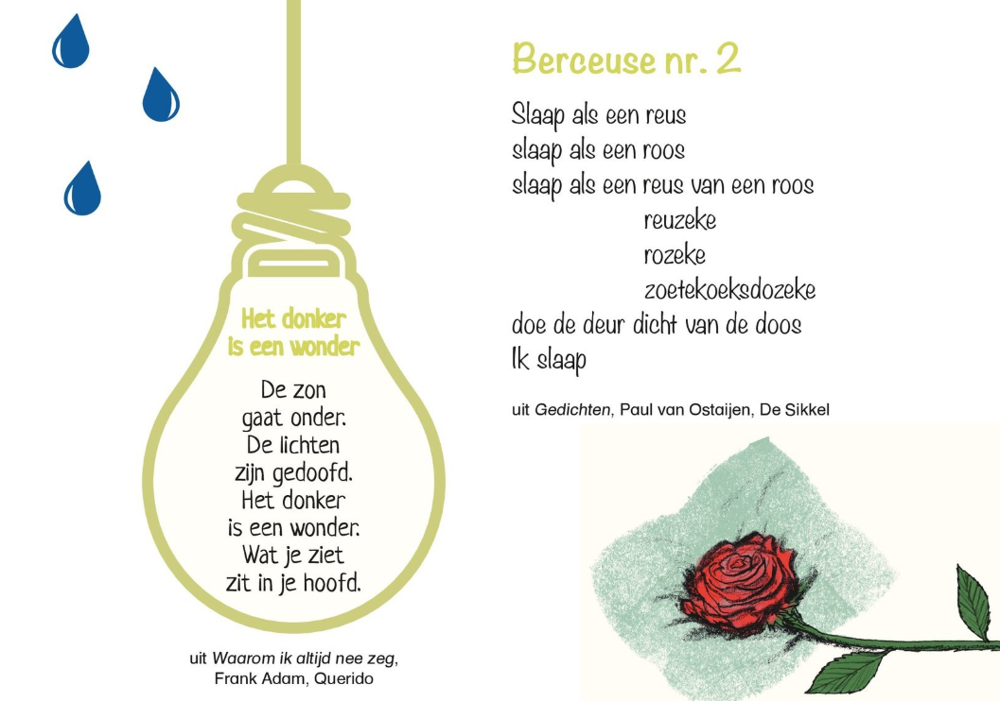 Het donker
is een wonder
De zon
gaat onder.
De lichten
zijn gedoofd.
Het donker
is een wonder.
Wat je ziet
zit in je hoofd.
uit Waarom ik altijd nee zeg,
Frank Adam, Querido
Berceuse nr. 2
Slaap als een reus
slaap als een roos
slaap als een reus van een roos
reuzeke
rozeke
zoetekoeksdozeke
doe de deur dicht van de doos
Ik slaap
uit Gedichten, Paul van Ostaijen, De Sikkel